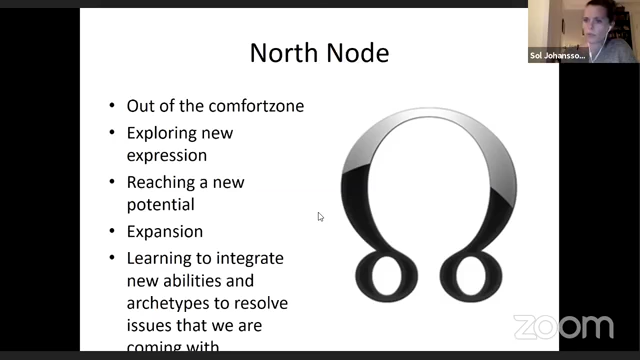 North Node
• Out of the comfortzone
• Exploring new
expression
• Reaching a new
potential
• Expansion
• Learning to integrate
new abilities and
archetypes to resolve
issues that we are
coming with
Sol Johansso...
zoom